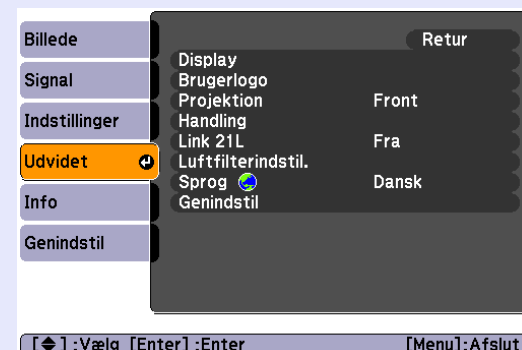 Billede
Signal
Indstillinger
Udvidet
Info
Genindstil
Retur
Display
Brugerlogo
Projektion Front
Handling
Link 21L Fra
Luftfilterindstil.
Sprog Dansk
Genindstil
[ ] :Vælg [Enter] :Enter [Menu]:Afslut